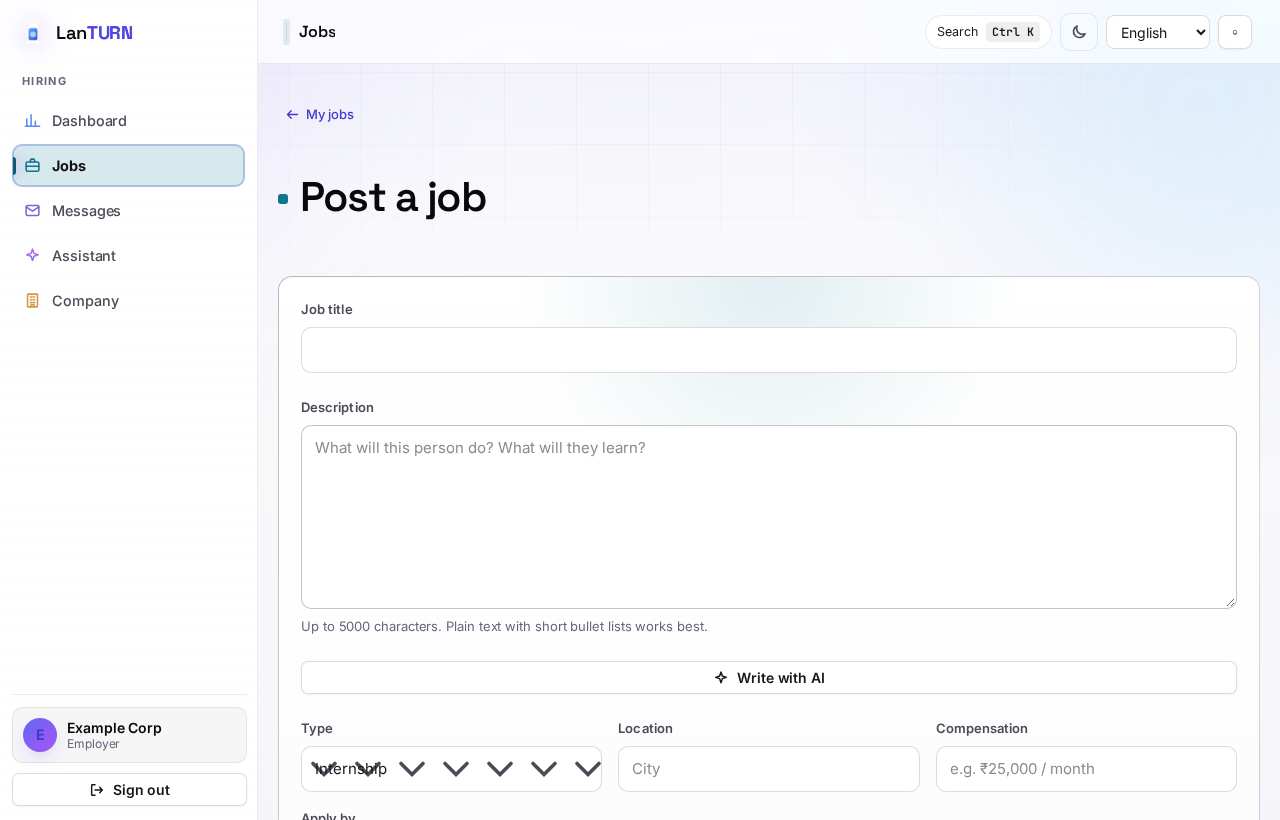 LanTURN
HIRING
Dashboard
Jobs
Messages
Assistant
Company
Example Corp
E
Employer
Sign out
Jobs
Search Ctrl K
English
My jobs
Post a job
Job title
Description
What will this person do? What will they learn?
Up to 5000 characters. Plain text with short bullet lists works best.
Write with AI
Type Location Compensation
Internship City e.g. ₹25,000 / month
Apply by